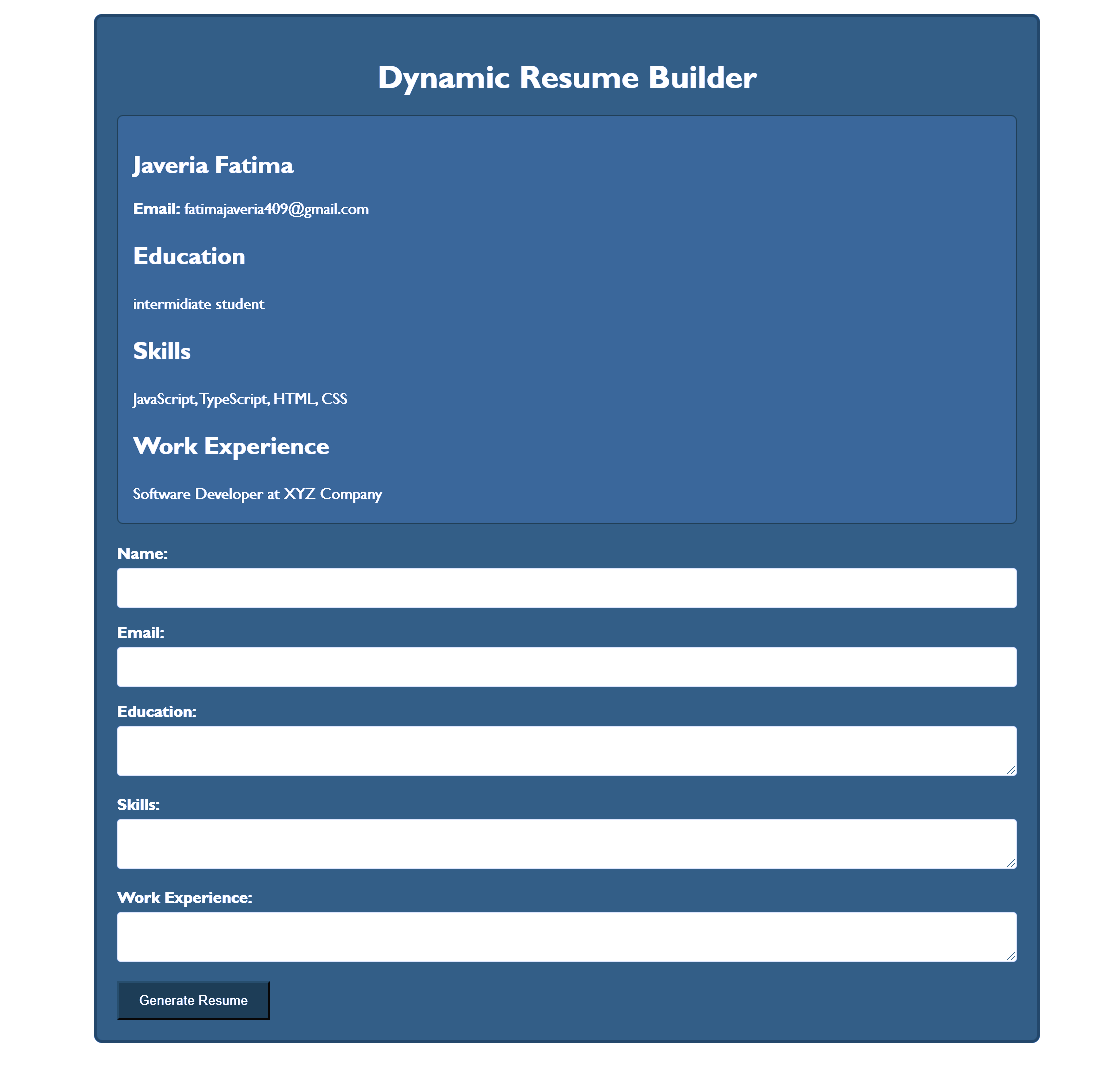 Dynamic Resume Builder
Javeria Fatima
Email: fatimajaveria409@gmail.com
Education
intermidiate student
Skills
JavaScript, TypeScript, HTML, CSS
Work Experience
Software Developer at XYZ Company
Name:
Email:
Education:
Skills:
Work Experience:
Generate Resume